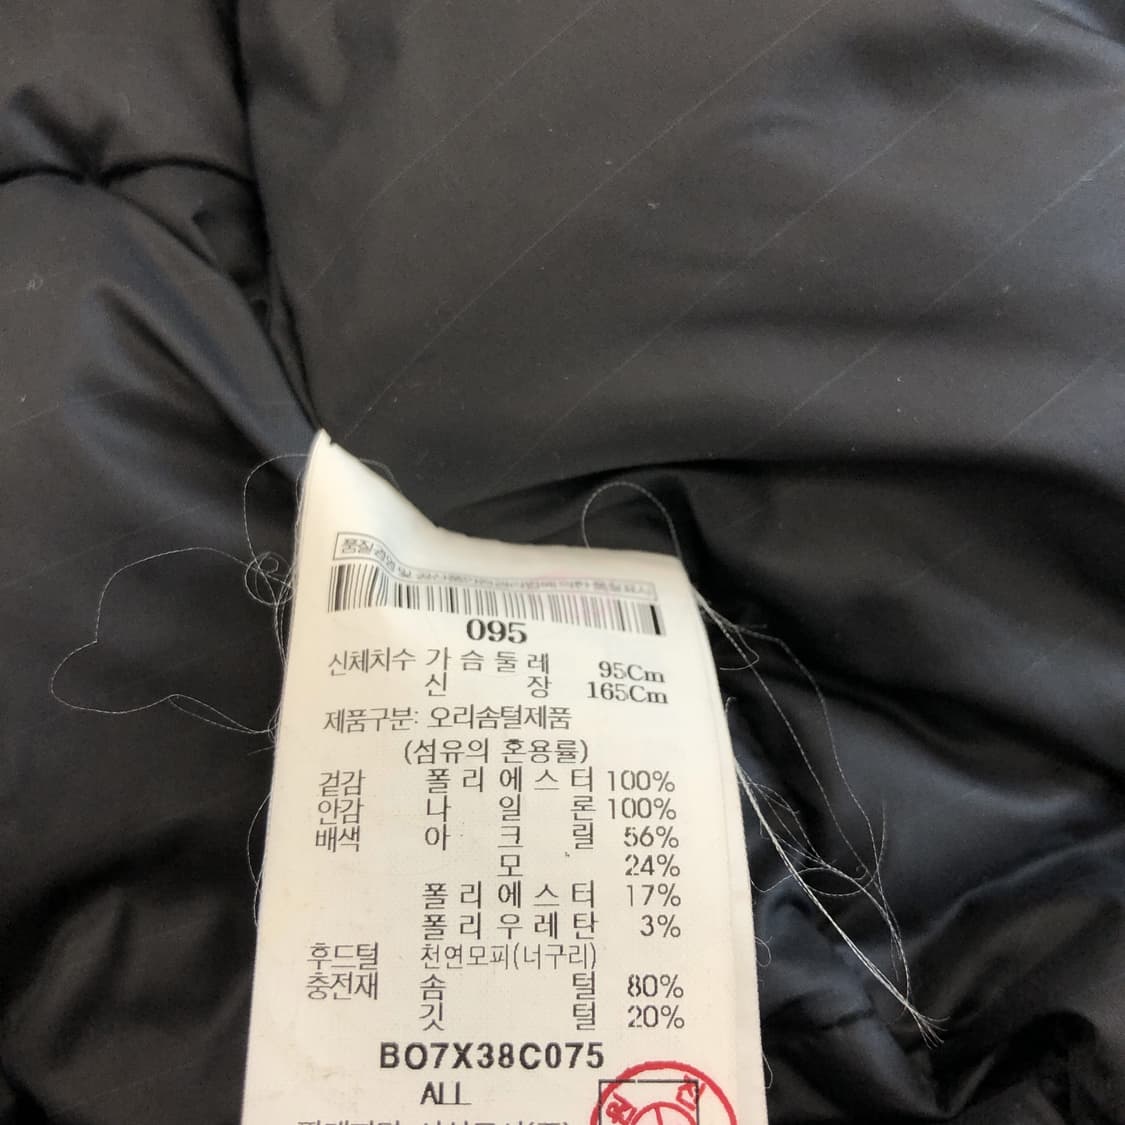 095
신체치수 가슴둘레 95Cm
신장 165Cm
제품구분: 오리솜털제품
(섬유의 혼용률)
겉감 폴리에스터 100%
안감 나일론 100%
배색 아크릴 56%
모 24%
폴리에스터 17%
폴리우레탄 3%
후드털 천연모피(너구리)
충전재 솜털 80%
깃털 20%
BO7X38C075
ALL